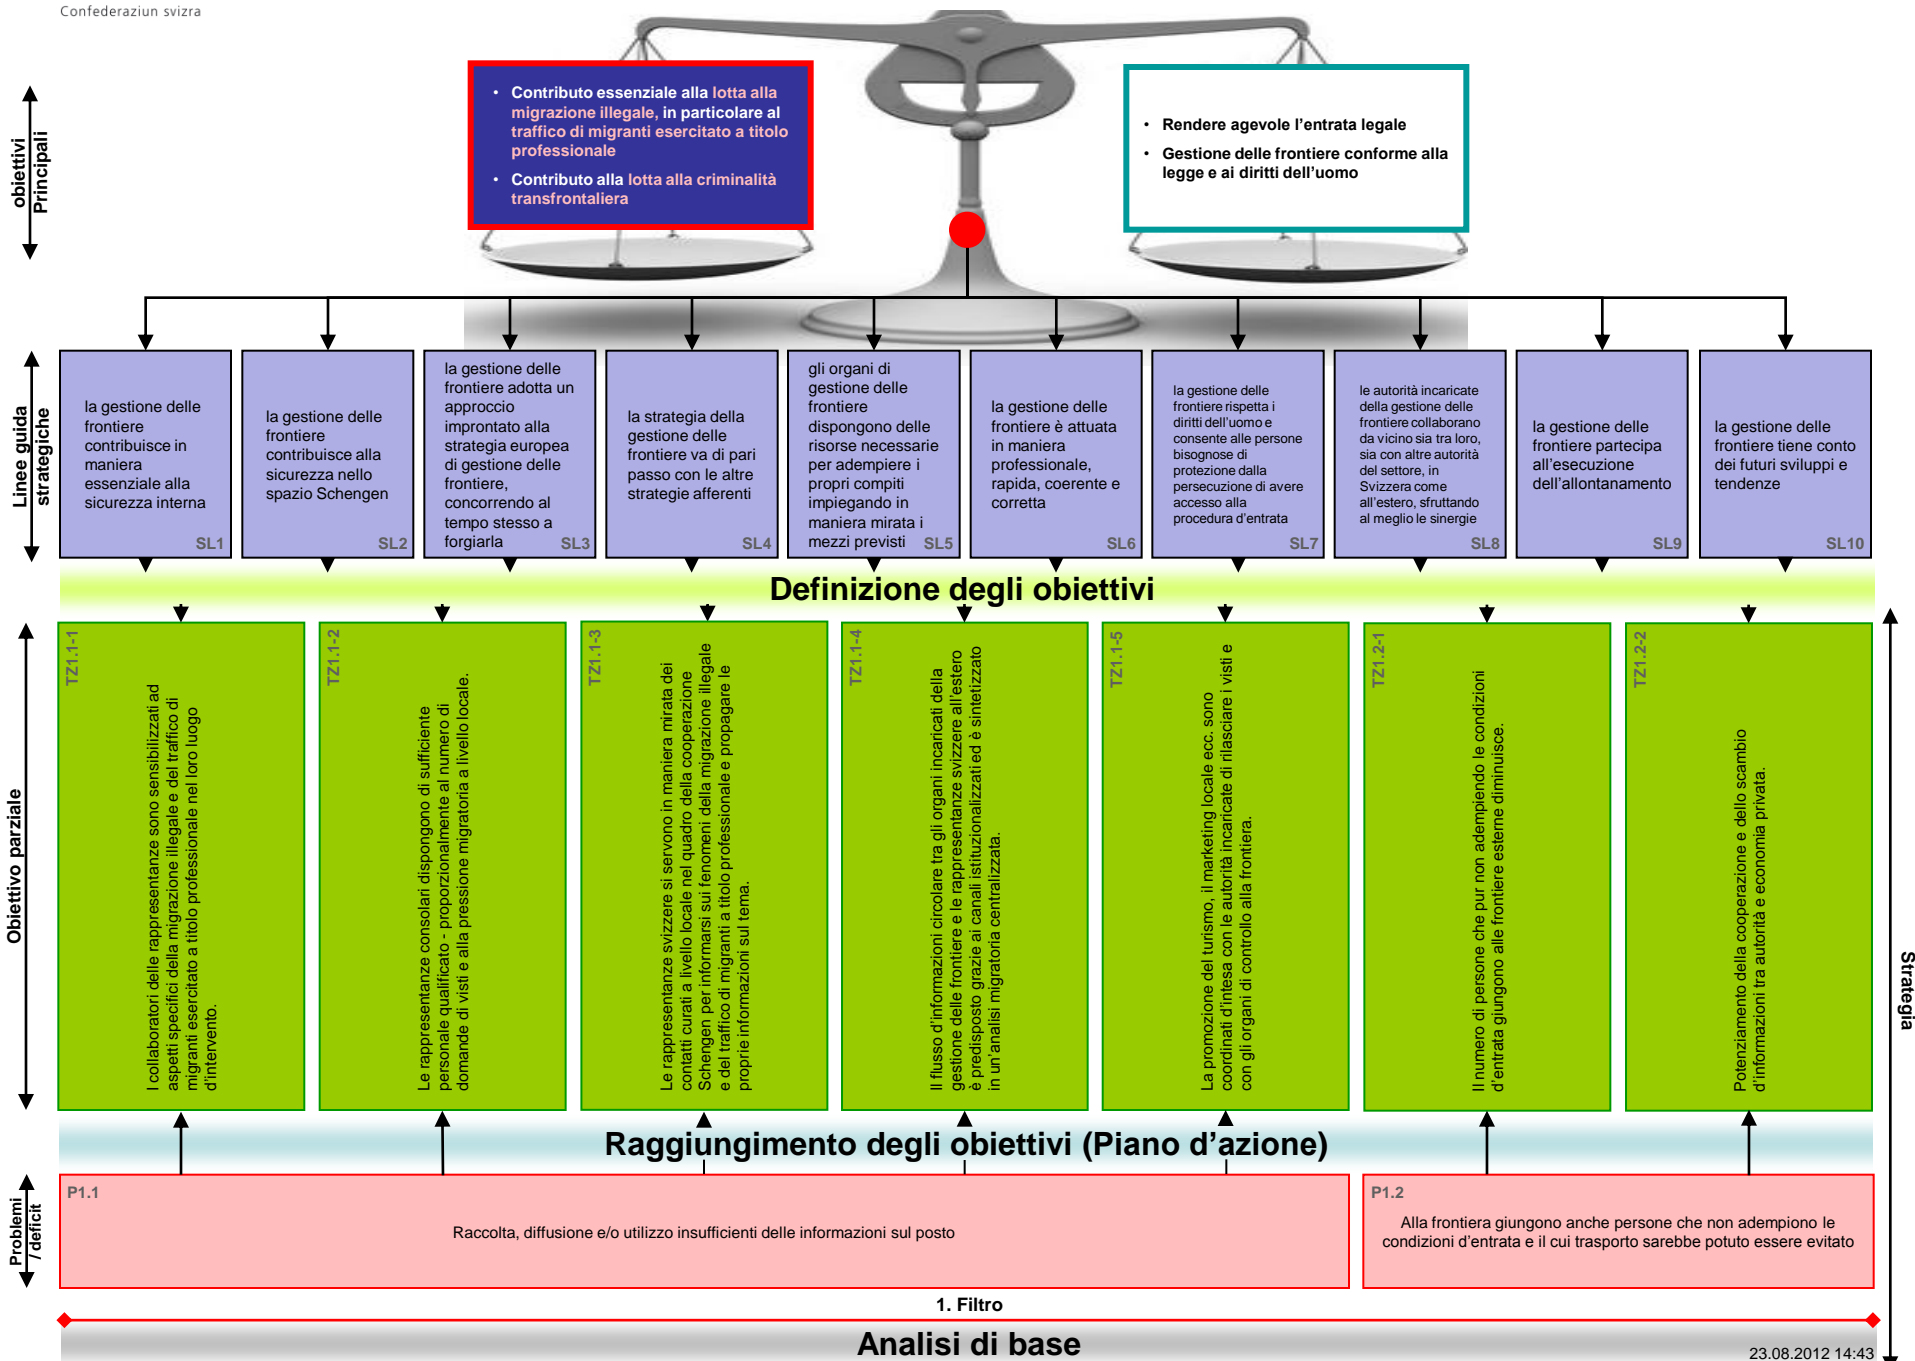 Confederaziun svizra
obiettivi
Principali
• Contributo essenziale alla lotta alla
migrazione illegale, in particolare al
traffico di migranti esercitato a titolo
professionale
• Contributo alla lotta alla criminalità
transfrontaliera
• Rendere agevole l'entrata legale
• Gestione delle frontiere conforme alla
legge e ai diritti dell'uomo
Linee guida
strategiche
la gestione delle
frontiere
contribuisce in
maniera
essenziale alla
sicurezza interna
SL1
la gestione delle
frontiere
contribuisce alla
sicurezza nello
spazio Schengen
SL2
la gestione delle
frontiere adotta un
approccio
improntato alla
strategia europea
di gestione delle
frontiere,
concorrendo al
tempo stesso a
forgiarla
SL3
la strategia della
gestione delle
frontiere va di pari
passo con le altre
strategie afferenti
SL4
gli organi di
gestione delle
frontiere
dispongono delle
risorse necessarie
per adempiere i
propri compiti
impiegando in
maniera mirata i
mezzi previsti
SL5
la gestione delle
frontiere è attuata
in maniera
professionale,
rapida, coerente e
corretta
SL6
la gestione delle
frontiere rispetta i
diritti dell'uomo e
consente alle persone
bisognose di
protezione dalla
persecuzione di avere
accesso alla
procedura d'entrata
SL7
le autorità incaricate
della gestione delle
frontiere collaborano
da vicino sia tra loro,
sia con altre autorità
del settore, in
Svizzera come
all'estero, sfruttando
al meglio le sinergie
SL8
la gestione delle
frontiere partecipa
all'esecuzione
dell'allontanamento
SL9
la gestione delle
frontiere tiene conto
dei futuri sviluppi e
tendenze
SL10
Definizione degli obiettivi
Obiettivo parziale
TZ1.1-1
I collaboratori delle rappresentanze sono sensibilizzati ad
aspetti specifici della migrazione illegale e del traffico di
migranti esercitato a titolo professionale nel loro luogo
d'intervento.
TZ1.1-2
Le rappresentanze consolari dispongono di sufficiente
personale qualificato - proporzionalmente al numero di
domande di visti e alla pressione migratoria a livello locale.
TZ1.1-3
Le rappresentanze svizzere si servono in maniera mirata dei
contatti curati a livello locale nel quadro della cooperazione
Schengen per informarsi sui fenomeni della migrazione illegale
e del traffico di migranti a titolo professionale e propagare le
proprie informazioni sul tema.
TZ1.1-4
Il flusso d'informazioni circolare tra gli organi incaricati della
gestione delle frontiere e le rappresentanze svizzere all'estero
è predisposto grazie ai canali istituzionalizzati ed è sintetizzato
in un'analisi migratoria centralizzata.
TZ1.1-5
La promozione del turismo, il marketing locale ecc. sono
coordinati d'intesa con le autorità incaricate di rilasciare i visti e
con gli organi di controllo alla frontiera.
TZ1.2-1
Il numero di persone che pur non adempiendo le condizioni
d'entrata giungono alle frontiere esterne diminuisce.
TZ1.2-2
Potenziamento della cooperazione e dello scambio
d'informazioni tra autorità e economia privata.
Strategia
Raggiungimento degli obiettivi (Piano d'azione)
Problemi
/ deficit
P1.1
Raccolta, diffusione e/o utilizzo insufficienti delle informazioni sul posto
P1.2
Alla frontiera giungono anche persone che non adempiono le
condizioni d'entrata e il cui trasporto sarebbe potuto essere evitato
1. Filtro
Analisi di base
23.08.2012 14:43